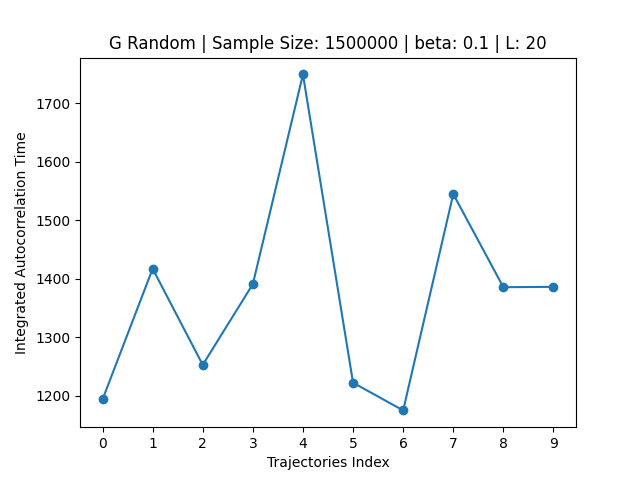 G Random | Sample Size: 1500000 | beta: 0.1 | L: 20
Integrated Autocorrelation Time
1700
1600
1500
1400
1300
1200
0 1 2 3 4 5 6 7 8 9
Trajectories Index